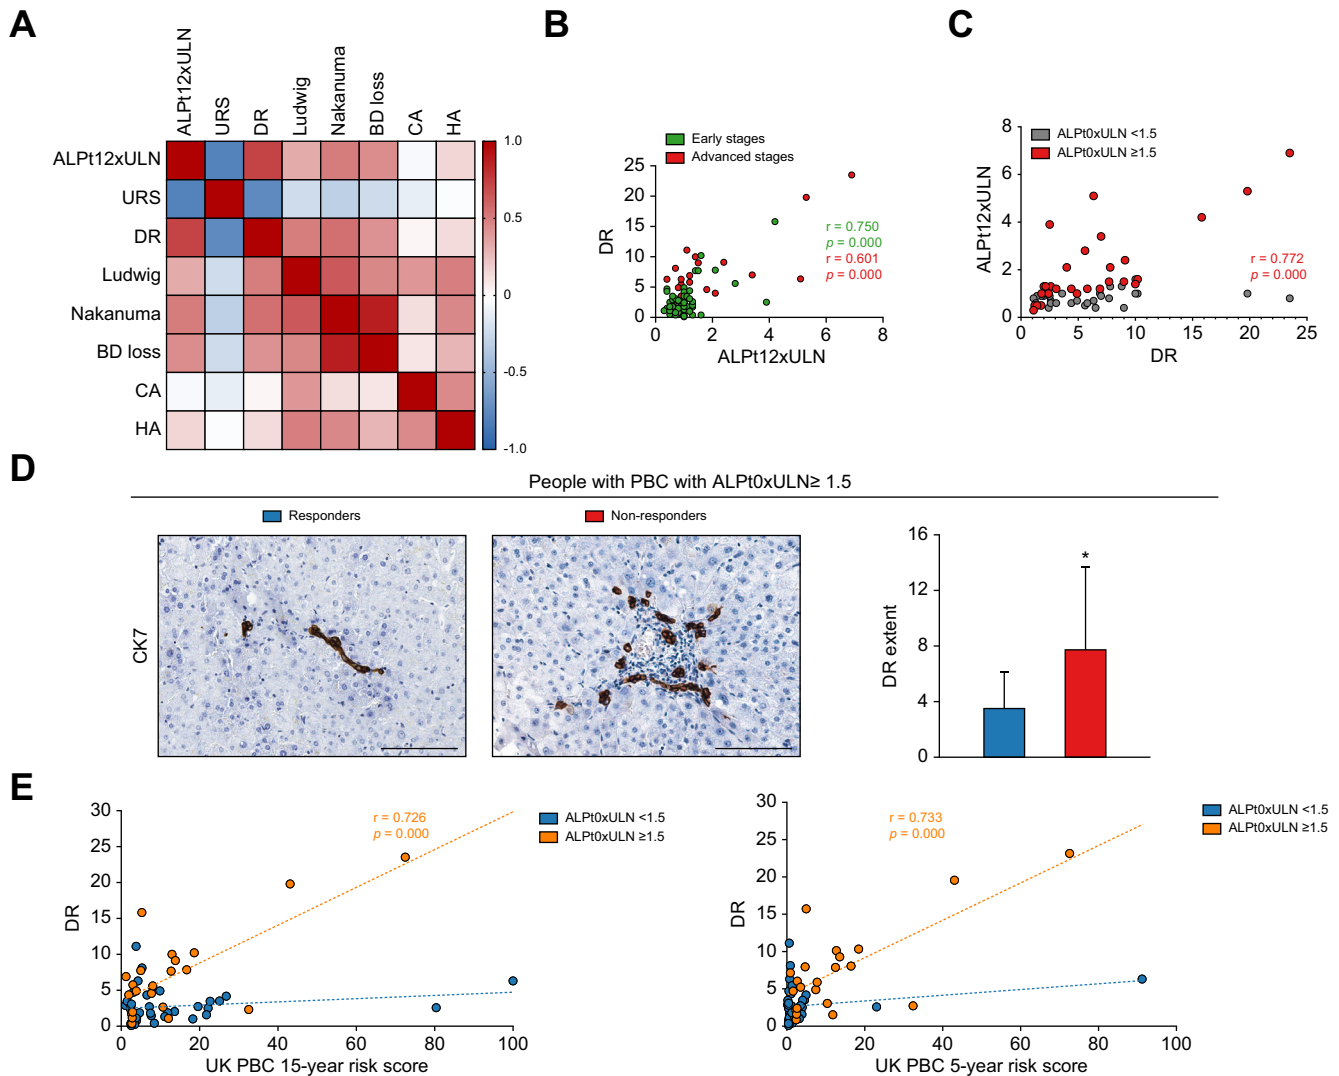 A
ALPt12xULN
URS
DR
Ludwig
Nakanuma
BD loss
CA
HA
ALPt12xULN
URS
DR
Ludwig
Nakanuma
BD loss
CA
HA
1.0
0.5
0
-0.5
-1.0
B
Early stages
Advanced stages
25
20
15
10
5
0
DR
r = 0.750
p = 0.000
r = 0.601
p = 0.000
0 2 4 6 8
ALPt12xULN
C
ALPt0xULN <1.5
ALPt0xULN ≥1.5
8
6
4
2
0
ALPt12xULN
r = 0.772
p = 0.000
0 5 10 15 20 25
DR
D
People with PBC with ALPt0xULN≥ 1.5
Responders
Non-responders
CK7
16
12
8
4
0
DR extent
*
E
30
25
20
15
10
5
0
DR
r = 0.726
p = 0.000
ALPt0xULN <1.5
ALPt0xULN ≥1.5
0 20 40 60 80 100
UK PBC 15-year risk score
30
25
20
15
10
5
0
DR
r = 0.733
p = 0.000
ALPt0xULN <1.5
ALPt0xULN ≥1.5
0 20 40 60 80 100
UK PBC 5-year risk score